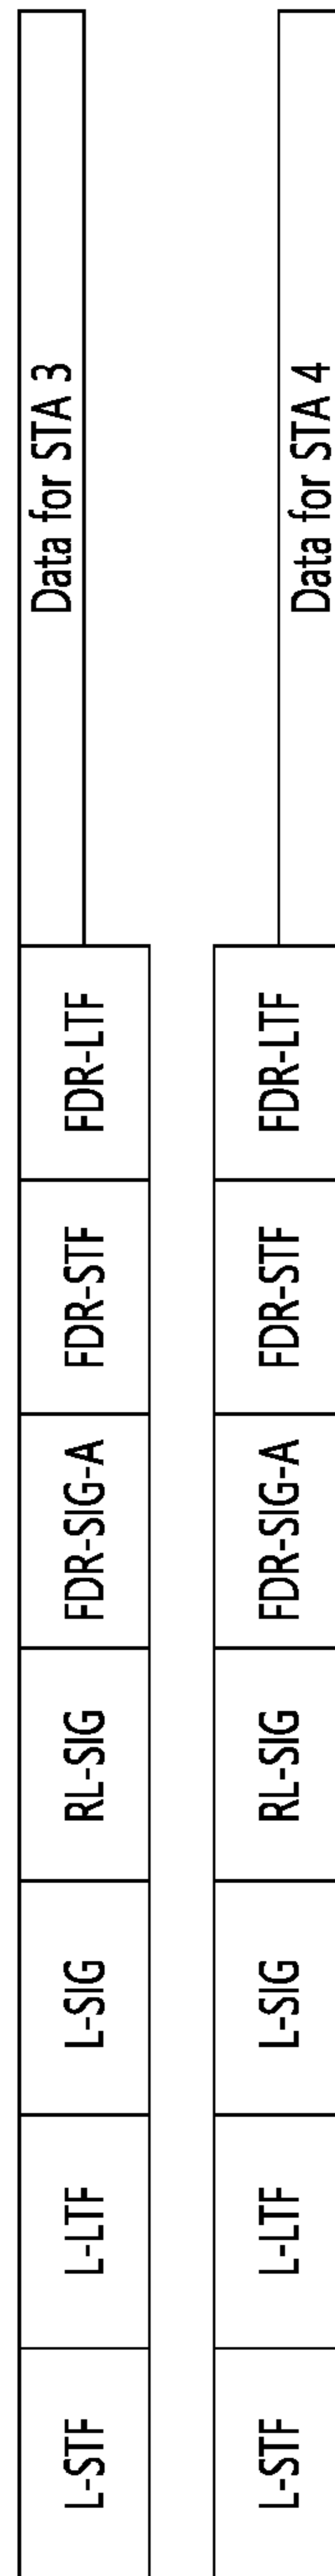 L-STF
L-LTF
L-SIG
RL-SIG
FDR-SIG-A
FDR-STF
FDR-LTF
Data for STA 3
L-STF
L-LTF
L-SIG
RL-SIG
FDR-SIG-A
FDR-STF
FDR-LTF
Data for STA 4